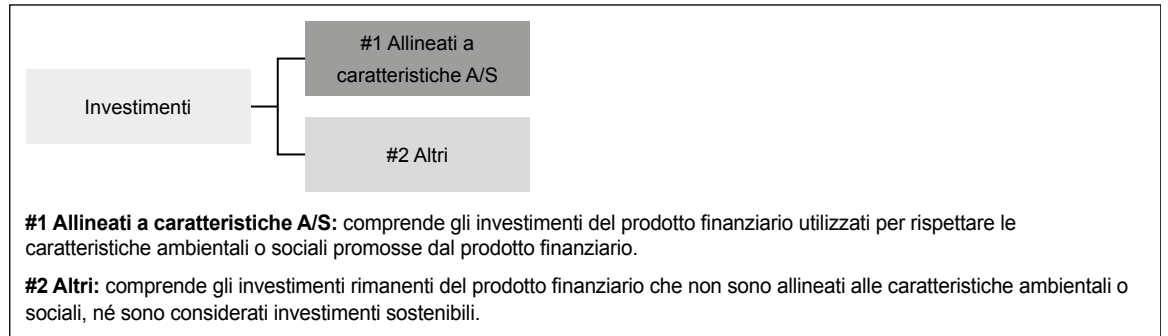 #1 Allineati a
caratteristiche A/S
Investimenti
#2 Altri
#1 Allineati a caratteristiche A/S: comprende gli investimenti del prodotto finanziario utilizzati per rispettare le
caratteristiche ambientali o sociali promosse dal prodotto finanziario.
#2 Altri: comprende gli investimenti rimanenti del prodotto finanziario che non sono allineati alle caratteristiche ambientali o
sociali, né sono considerati investimenti sostenibili.